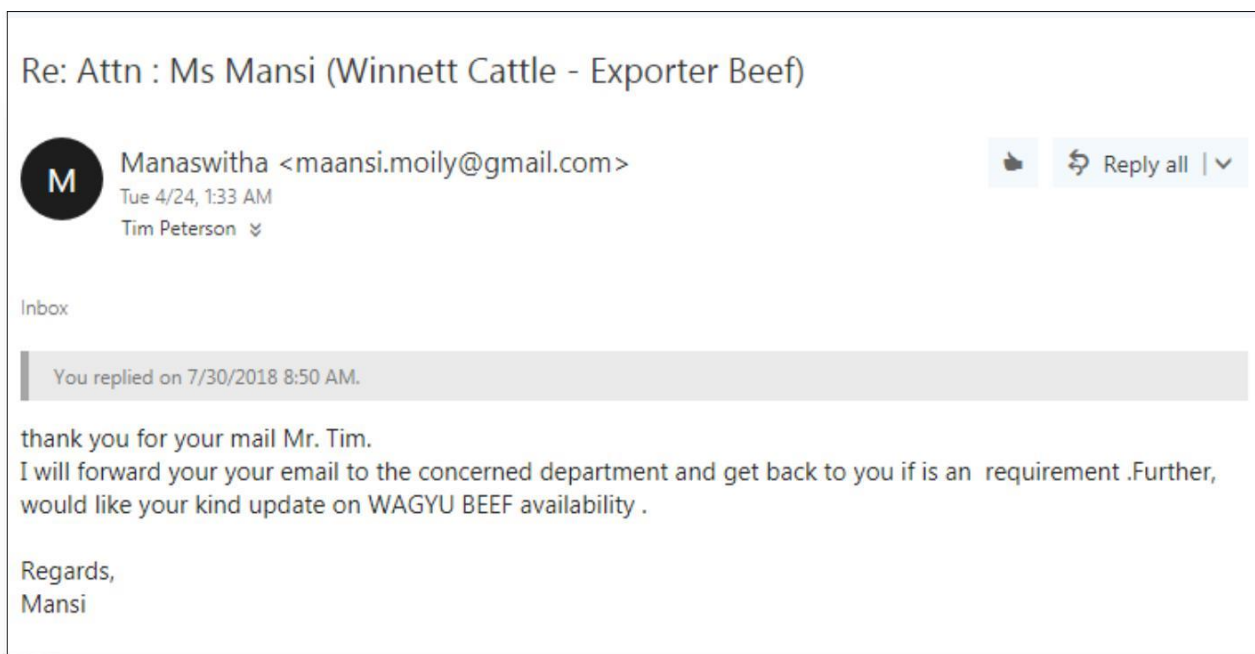 Re: Attn : Ms Mansi (Winnett Cattle - Exporter Beef)
M
Manaswitha <maansi.moily@gmail.com>
Reply all
Tue 4/24, 1:33 AM
Tim Peterson
Inbox
You replied on 7/30/2018 8:50 AM.
thank you for your mail Mr. Tim.
I will forward your your email to the concerned department and get back to you if is an  requirement .Further,
would like your kind update on WAGYU BEEF availability .
Regards,
Mansi